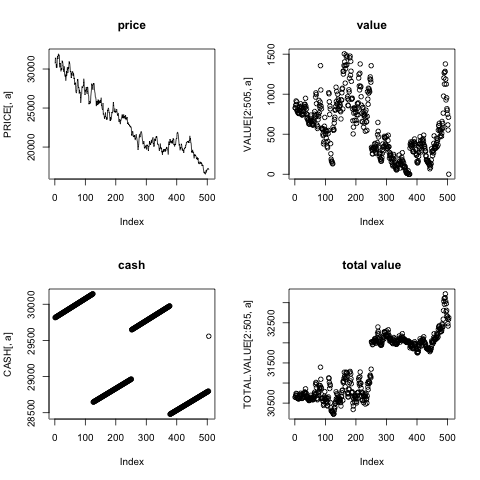 price
PRICE[, a]
30000
25000
20000
0 100 200 300 400 500
Index
value
VALUE[2:505, a]
1500
1000
500
0
0 100 200 300 400 500
Index
cash
CASH[, a]
30000
29500
29000
28500
0 100 200 300 400 500
Index
total value
TOTAL.VALUE[2:505, a]
32500
31500
30500
0 100 200 300 400 500
Index